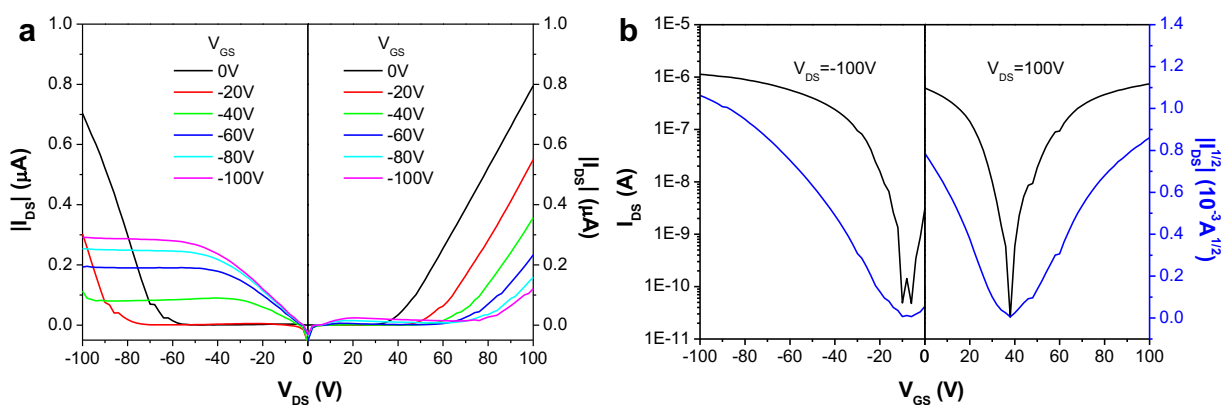 a
|I_DS| (μA)
1.0
0.8
0.6
0.4
0.2
0.0
V_GS
0V
-20V
-40V
-60V
-80V
-100V
V_GS
0V
-20V
-40V
-60V
-80V
-100V
1.0
0.8
0.6
0.4
0.2
0.0
|I_DS| (μA)
-100 -80 -60 -40 -20 0 20 40 60 80 100
V_DS (V)
b
I_DS (A)
1E-5
1E-6
1E-7
1E-8
1E-9
1E-10
1E-11
V_DS=-100V
V_DS=100V
1.4
1.2
1.0
0.8
0.6
0.4
0.2
0.0
|I_DS|^1/2 (10^-3 A^1/2)
-100 -80 -60 -40 -20 0 20 40 60 80 100
V_GS (V)